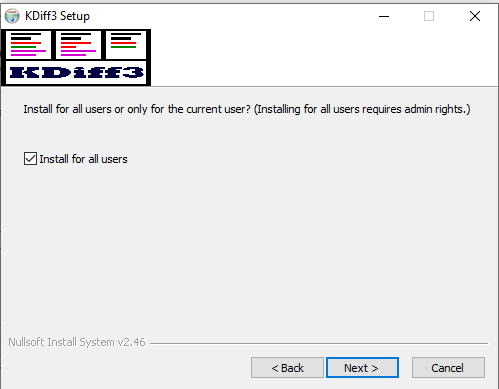 KDiff3 Setup
KDiff3
Install for all users or only for the current user? (Installing for all users requires admin rights.)
Install for all users
Nullsoft Install System v2.46
< Back
Next >
Cancel